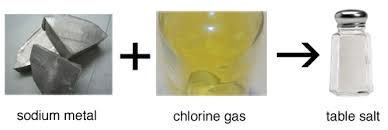 sodium metal
chlorine gas
table salt